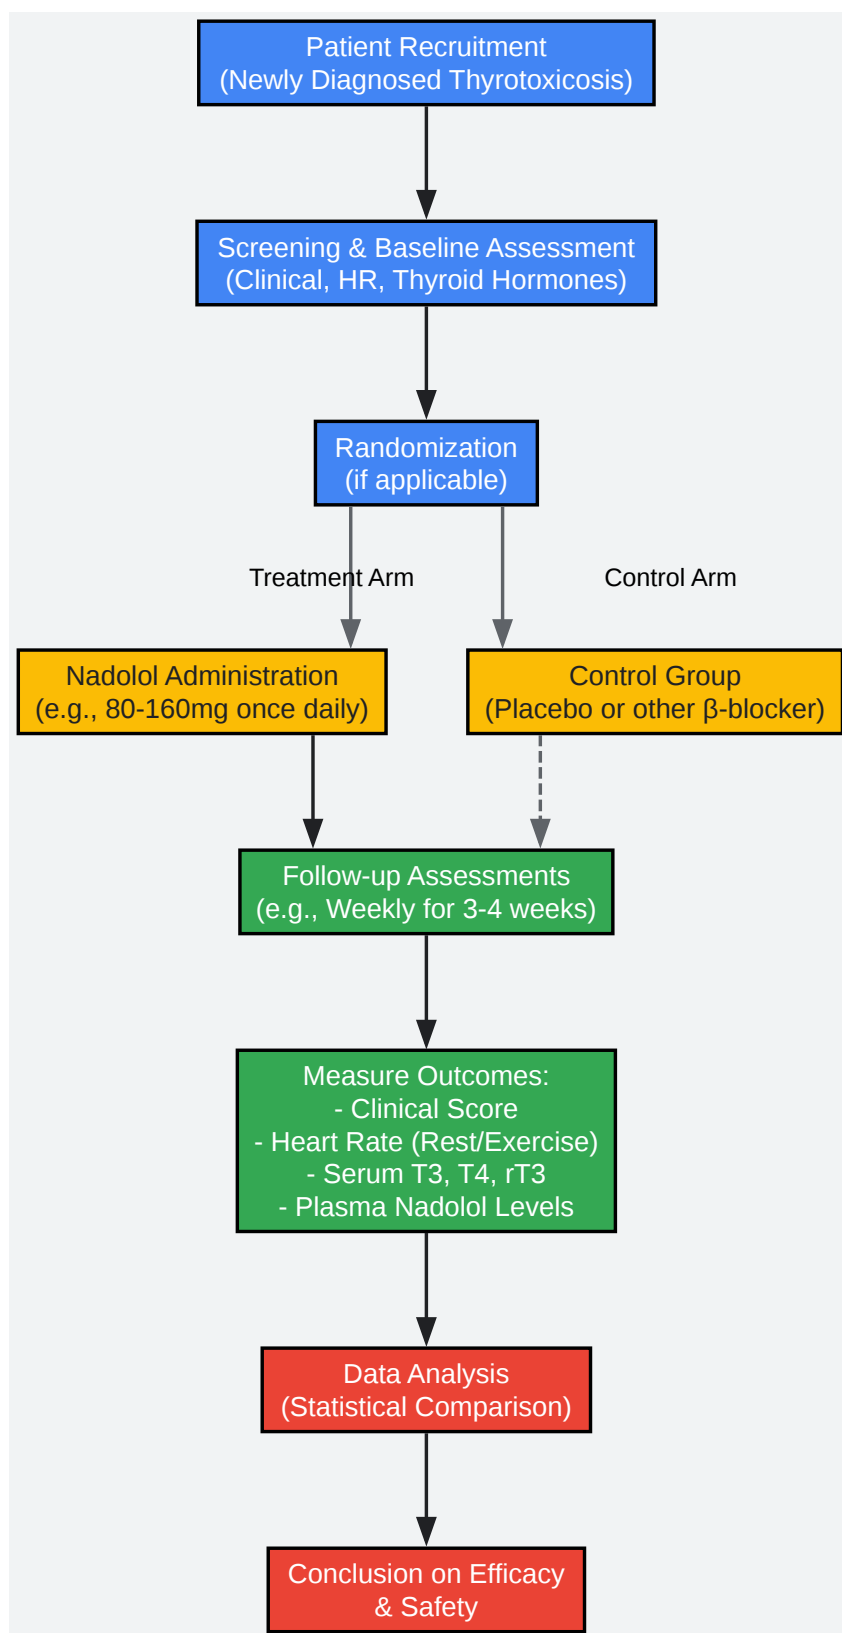 Patient Recruitment
(Newly Diagnosed Thyrotoxicosis)
Screening & Baseline Assessment
(Clinical, HR, Thyroid Hormones)
Randomization
(if applicable)
Treatment Arm
Control Arm
Nadolol Administration
(e.g., 80-160mg once daily)
Control Group
(Placebo or other β-blocker)
Follow-up Assessments
(e.g., Weekly for 3-4 weeks)
Measure Outcomes:
- Clinical Score
- Heart Rate (Rest/Exercise)
- Serum T3, T4, rT3
- Plasma Nadolol Levels
Data Analysis
(Statistical Comparison)
Conclusion on Efficacy
& Safety